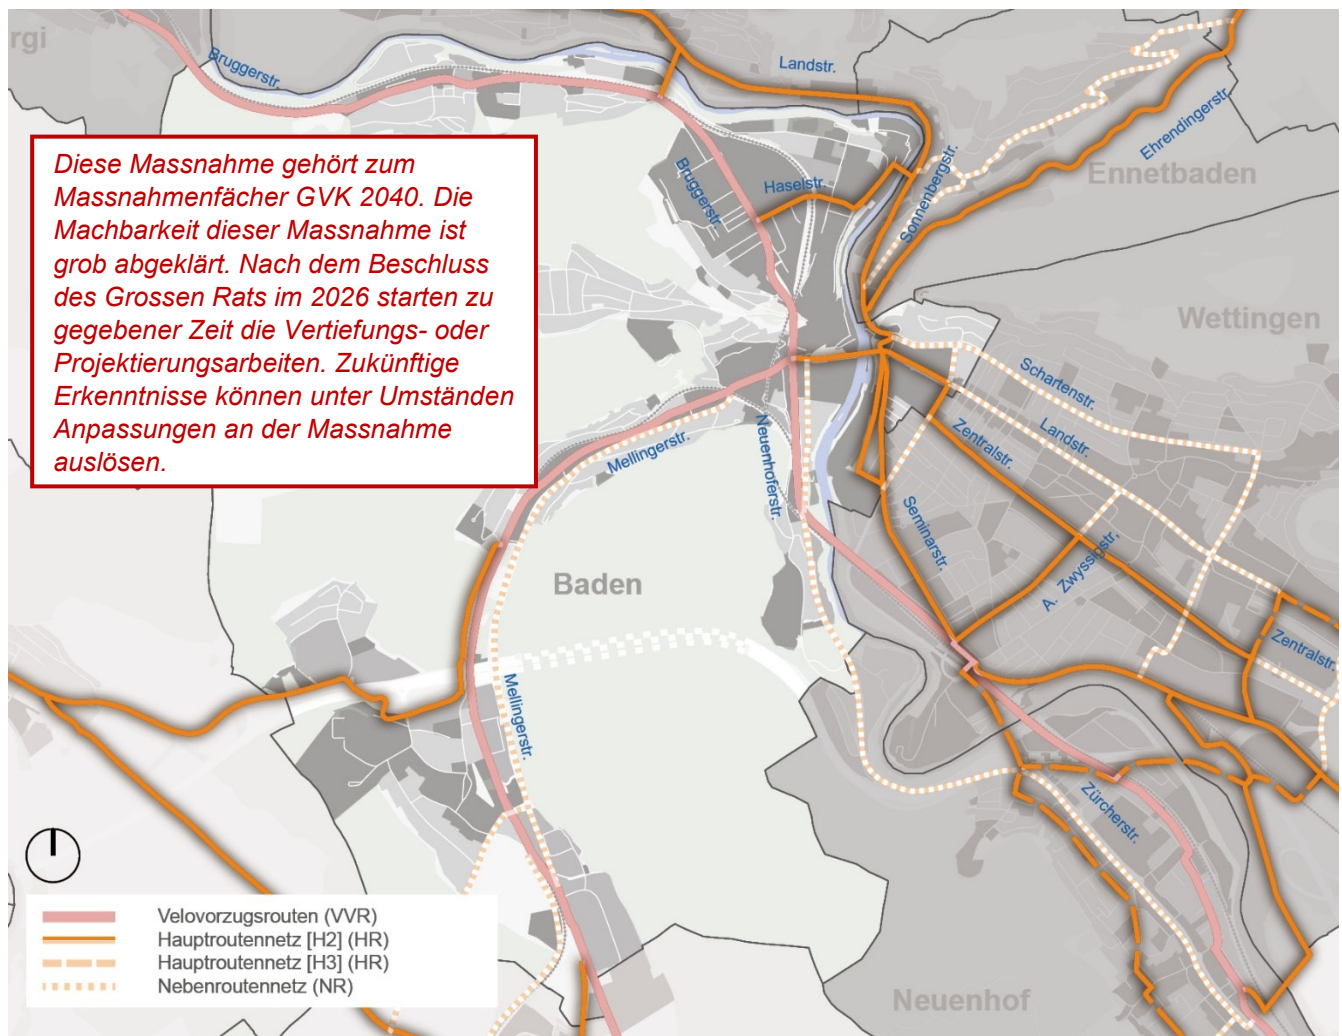 rgi
Bruggerstr.
Landstr.
Ehrendingerstr.
Ennetbaden
Diese Massnahme gehört zum
Massnahmenfächer GVK 2040. Die
Machbarkeit dieser Massnahme ist
grob abgeklärt. Nach dem Beschluss
des Grossen Rats im 2026 starten zu
gegebener Zeit die Vertiefungs- oder
Projektierungsarbeiten. Zukünftige
Erkenntnisse können unter Umständen
Anpassungen an der Massnahme
auslösen.
Bruggerstr.
Haselstr.
Sonnenbergstr.
Wettingen
Schartenstr.
Landstr.
Zentralstr.
Mellingerstr.
Neuenhoferstr.
Seminarstr.
A. Zwyssigstr,
Baden
Zentralstr.
Mellingerstr.
Zürcherstr.
Neuenhof
Velovorzugsrouten (VVR)
Hauptroutennetz [H2] (HR)
Hauptroutennetz [H3] (HR)
Nebenroutennetz (NR)